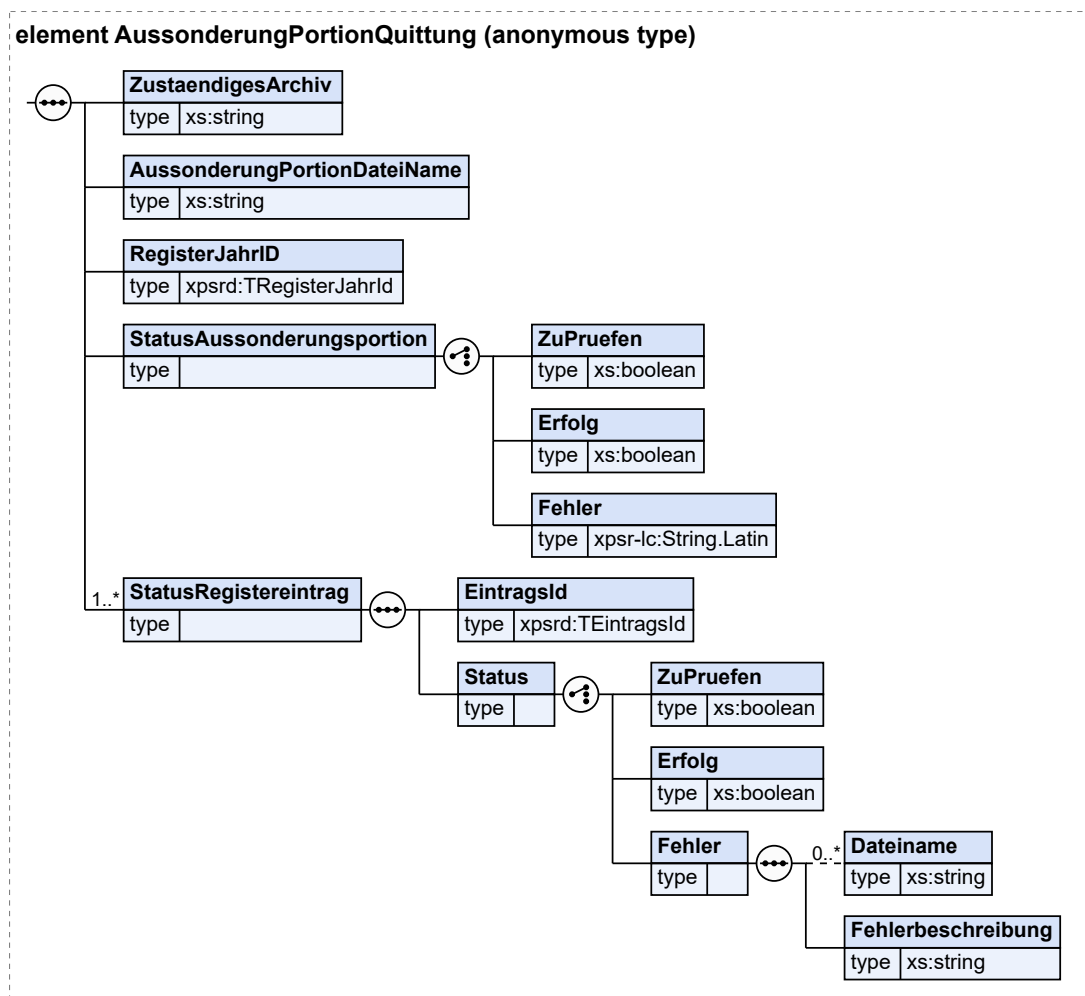 element AussonderungPortionQuittung (anonymous type)
ZustaendigesArchiv
type xs:string
AussonderungPortionDateiName
type xs:string
RegisterJahrID
type xpsrd:TRegisterJahrId
StatusAussonderungsportion
type
ZuPruefen
type xs:boolean
Erfolg
type xs:boolean
Fehler
type xpsr-lc:String.Latin
1..*
StatusRegistereintrag
type
EintragsId
type xpsrd:TEintragsId
Status
type
ZuPruefen
type xs:boolean
Erfolg
type xs:boolean
Fehler
type
0..*
Dateiname
type xs:string
Fehlerbeschreibung
type xs:string